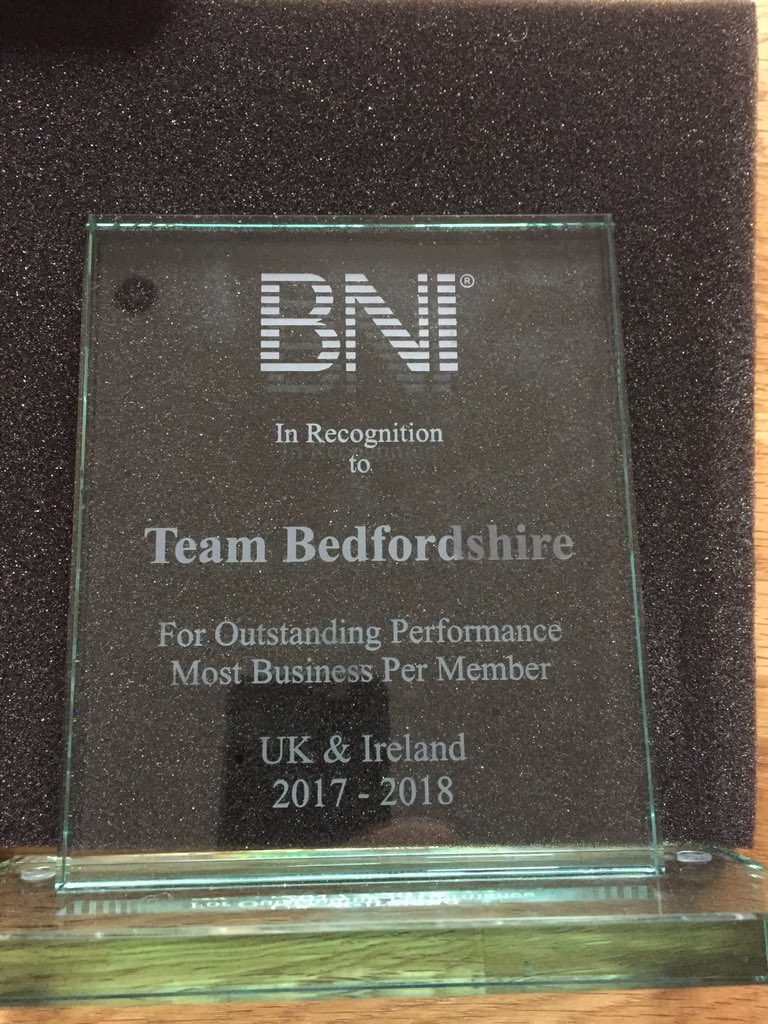 BNI®
In Recognition
to
Team Bedfordshire
For Outstanding Performance
Most Business Per Member
UK & Ireland
2017 - 2018